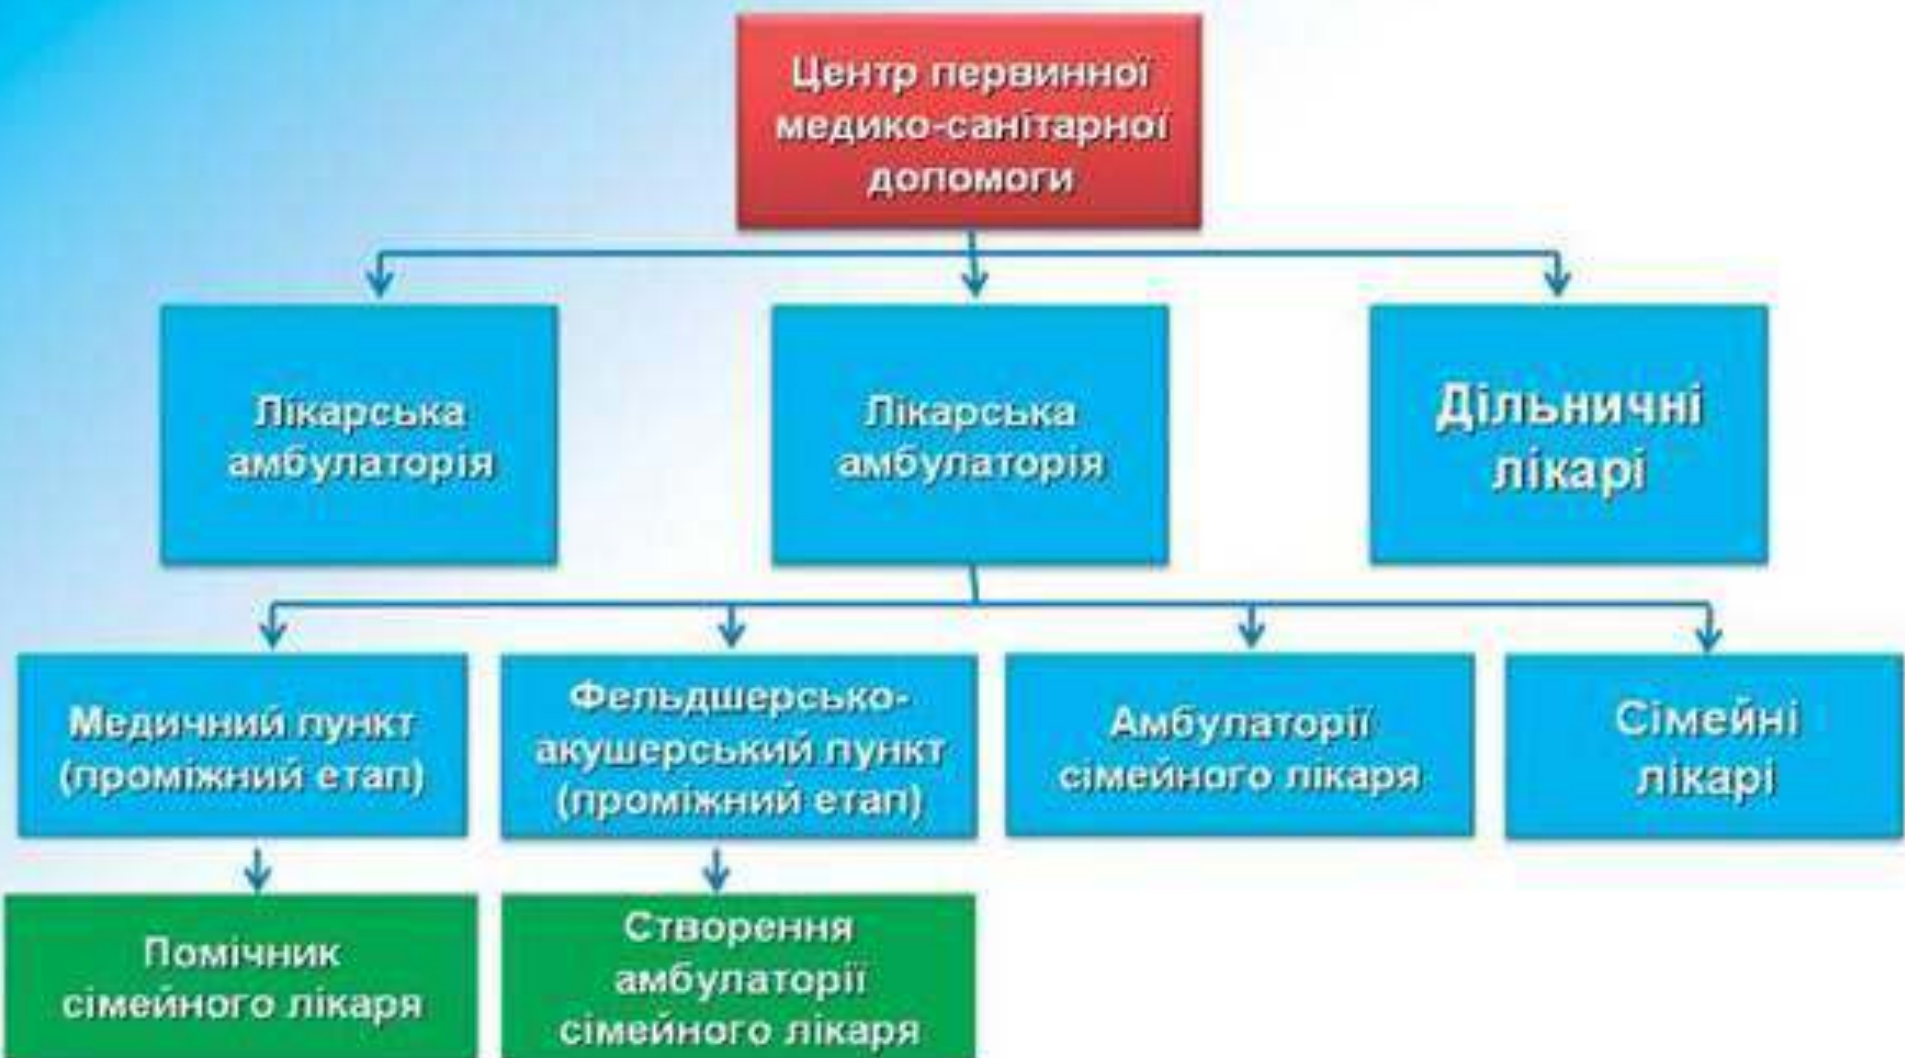 Центр первинної
медико-санітарної
допомоги
Лікарська
амбулаторія
Лікарська
амбулаторія
Дільничні
лікарі
Медичний пункт
(проміжний етап)
Фельдшерсько-
акушерський пункт
(проміжний етап)
Амбулаторії
сімейного лікаря
Сімейні
лікарі
Помічник
сімейного лікаря
Створення
амбулаторії
сімейного лікаря